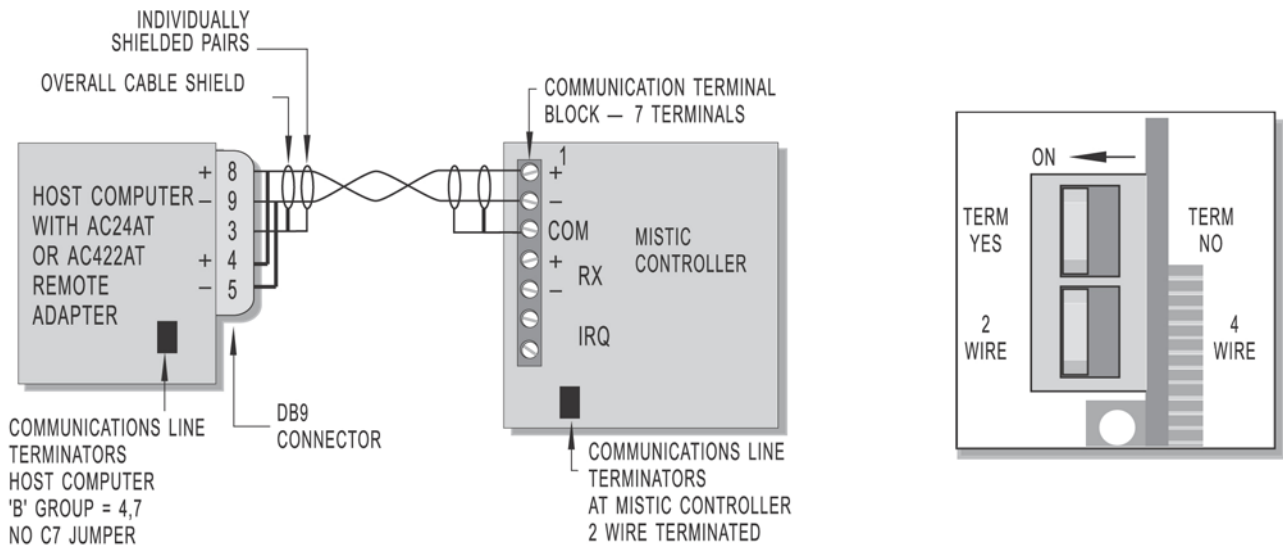 INDIVIDUALLY
SHIELDED PAIRS
OVERALL CABLE SHIELD
COMMUNICATION TERMINAL
BLOCK — 7 TERMINALS
HOST COMPUTER
WITH AC24AT
OR AC422AT
REMOTE
ADAPTER
+ 8
− 9
3
+ 4
− 5
1
+
−
COM
+
RX
−
IRQ
MISTIC
CONTROLLER
COMMUNICATIONS LINE
TERMINATORS
HOST COMPUTER
'B' GROUP = 4,7
NO C7 JUMPER
DB9
CONNECTOR
COMMUNICATIONS LINE
TERMINATORS
AT MISTIC CONTROLLER
2 WIRE TERMINATED
ON
TERM
YES
TERM
NO
2
WIRE
4
WIRE